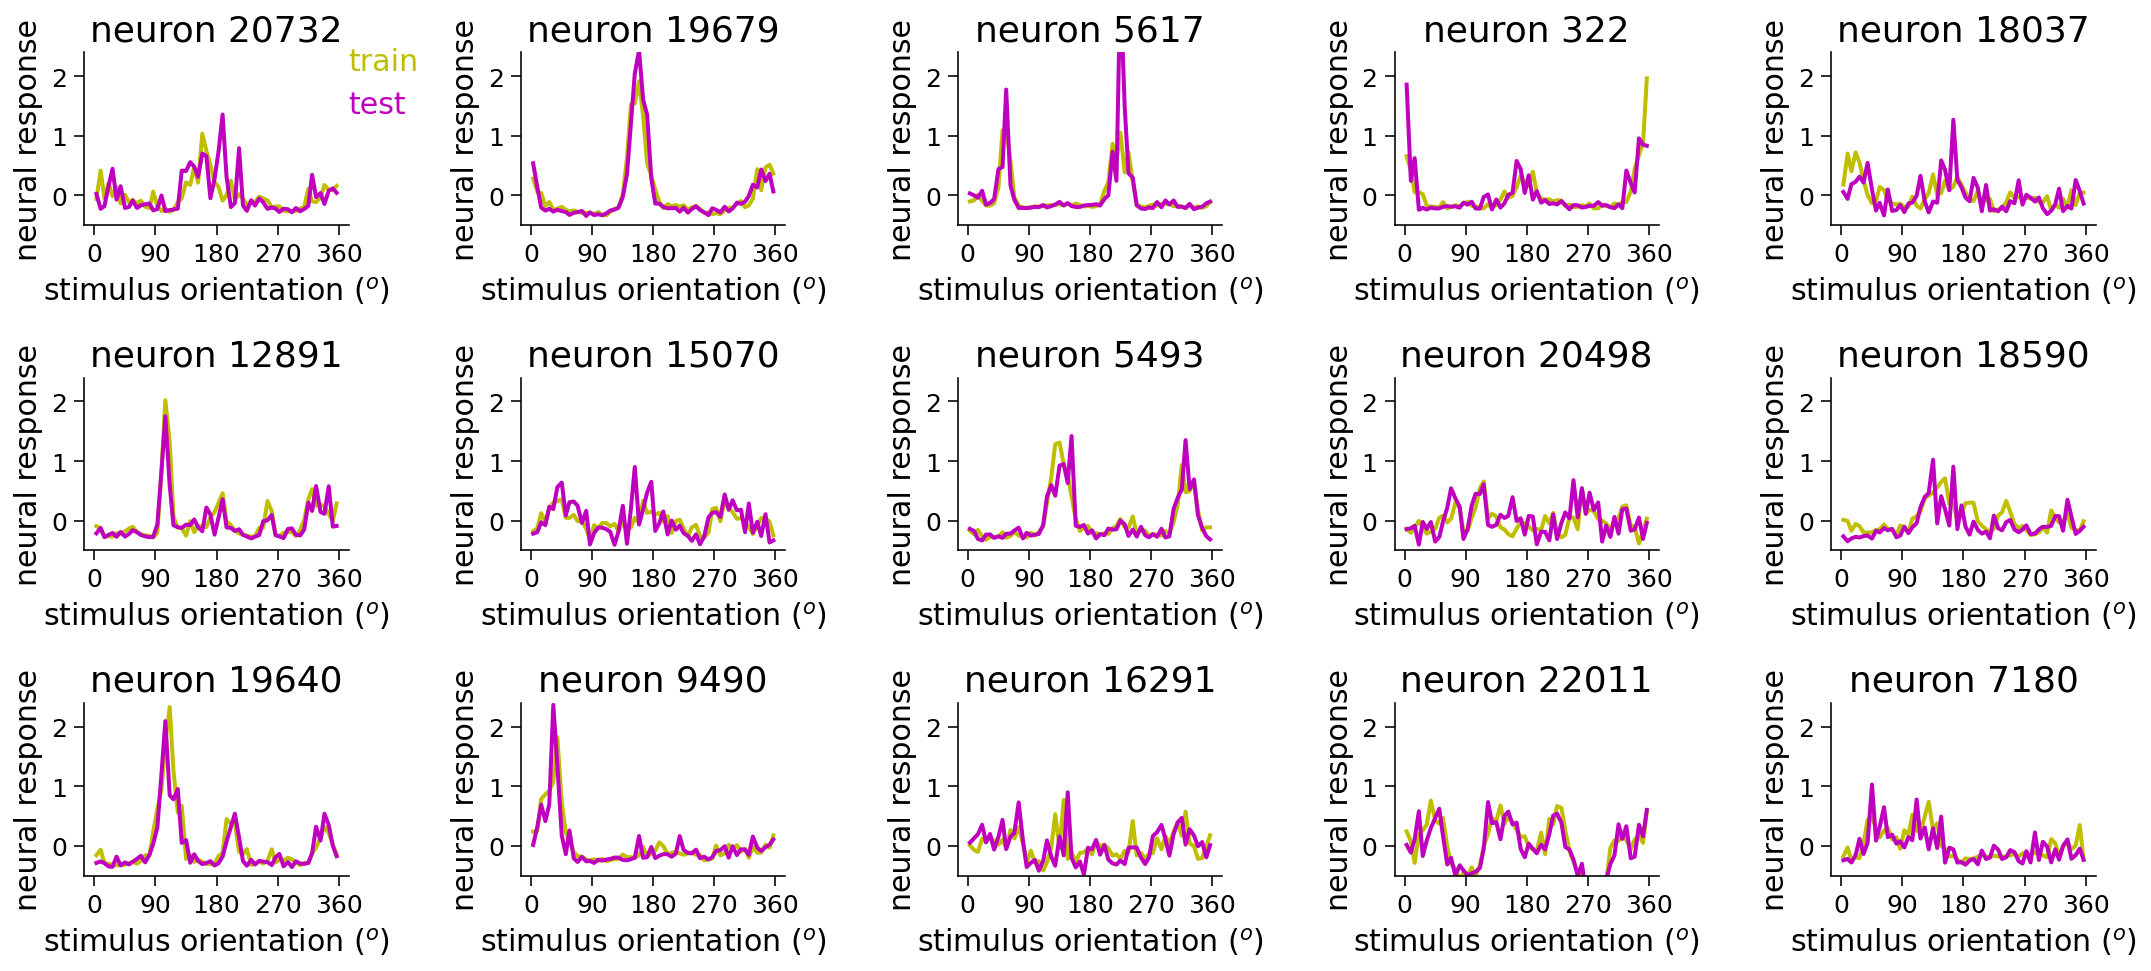 neuron 20732
neural response
2
1
0
train
test
0 90 180 270 360
stimulus orientation (o)
neuron 19679
neural response
2
1
0
0 90 180 270 360
stimulus orientation (o)
neuron 5617
neural response
2
1
0
0 90 180 270 360
stimulus orientation (o)
neuron 322
neural response
2
1
0
0 90 180 270 360
stimulus orientation (o)
neuron 18037
neural response
2
1
0
0 90 180 270 360
stimulus orientation (o)
neuron 12891
neural response
2
1
0
0 90 180 270 360
stimulus orientation (o)
neuron 15070
neural response
2
1
0
0 90 180 270 360
stimulus orientation (o)
neuron 5493
neural response
2
1
0
0 90 180 270 360
stimulus orientation (o)
neuron 20498
neural response
2
1
0
0 90 180 270 360
stimulus orientation (o)
neuron 18590
neural response
2
1
0
0 90 180 270 360
stimulus orientation (o)
neuron 19640
neural response
2
1
0
0 90 180 270 360
stimulus orientation (o)
neuron 9490
neural response
2
1
0
0 90 180 270 360
stimulus orientation (o)
neuron 16291
neural response
2
1
0
0 90 180 270 360
stimulus orientation (o)
neuron 22011
neural response
2
1
0
0 90 180 270 360
stimulus orientation (o)
neuron 7180
neural response
2
1
0
0 90 180 270 360
stimulus orientation (o)